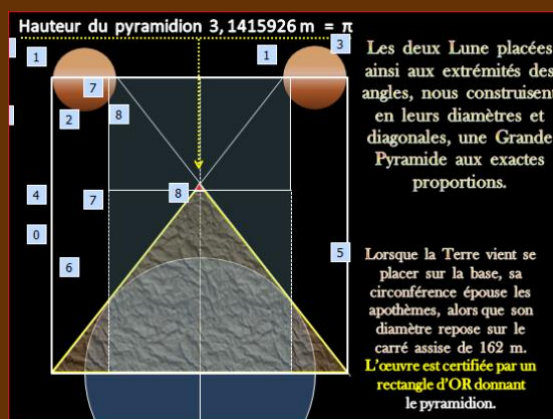 Hauteur du pyramidion 3,1415926 m = π
1
1
3
7
2
8
4
7
8
0
6
5
Les deux Lune placées
ainsi aux extrémités des
angles, nous construisent
en leurs diamètres et
diagonales, une Grande
Pyramide aux exactes
proportions.
Lorsque la Terre vient se
placer sur la base, sa
circonférence épouse les
apothèmes, alors que son
diamètre repose sur le
carré assise de 162 m.
L'œuvre est certifiée par un
rectangle d'OR donnant
le pyramidion.